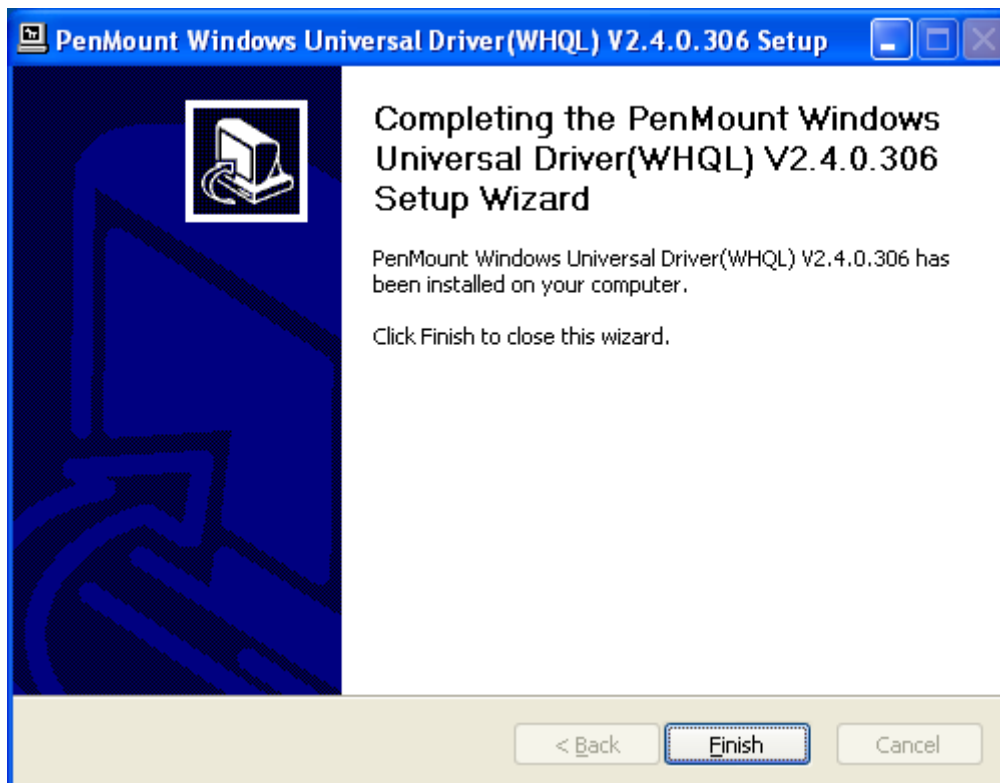 PenMount Windows Universal Driver(WHQL) V2.4.0.306 Setup
Completing the PenMount Windows
Universal Driver(WHQL) V2.4.0.306
Setup Wizard
PenMount Windows Universal Driver(WHQL) V2.4.0.306 has
been installed on your computer.
Click Finish to close this wizard.
< Back
Finish
Cancel